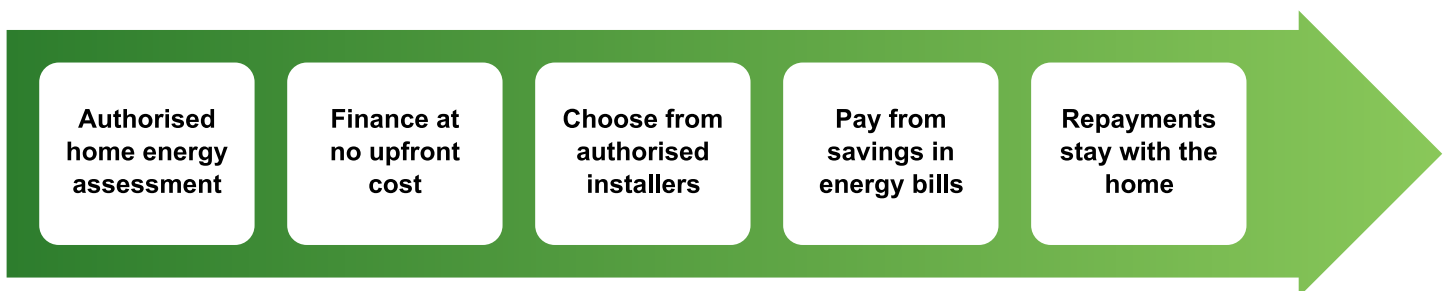 Authorised
home energy
assessment
Finance at
no upfront
cost
Choose from
authorised
installers
Pay from
savings in
energy bills
Repayments
stay with the
home